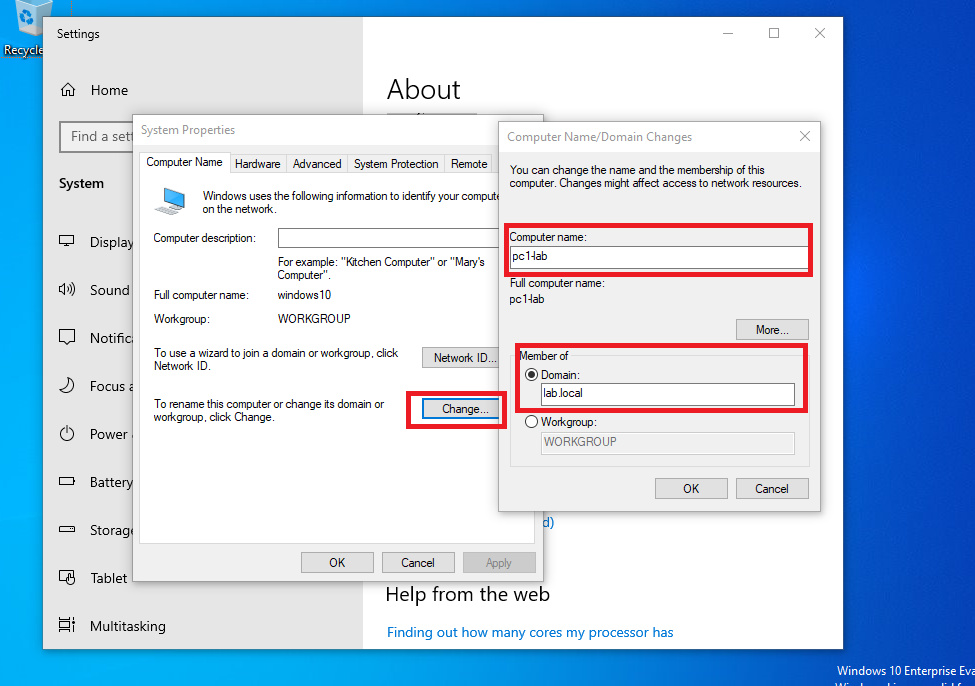 Recycle
Settings
Home
Find a sett
System
Display
Sound
Notifica
Focus a
Power
Battery
Storage
Tablet
Multitasking
About
System Properties
Computer Name
Hardware
Advanced
System Protection
Remote
Windows uses the following information to identify your compute
on the network.
Computer description:
For example: "Kitchen Computer" or "Mary's
Computer".
Full computer name:
windows10
Workgroup:
WORKGROUP
To use a wizard to join a domain or workgroup, click
Network ID.
Network ID...
To rename this computer or change its domain or
workgroup, click Change.
Change...
OK
Cancel
Apply
Computer Name/Domain Changes
You can change the name and the membership of this
computer. Changes might affect access to network resources.
Computer name:
pc1-lab
Full computer name:
pc1-lab
More...
Member of
Domain:
lab.local
Workgroup:
WORKGROUP
OK
Cancel
d)
Help from the web
Finding out how many cores my processor has
Windows 10 Enterprise Eva